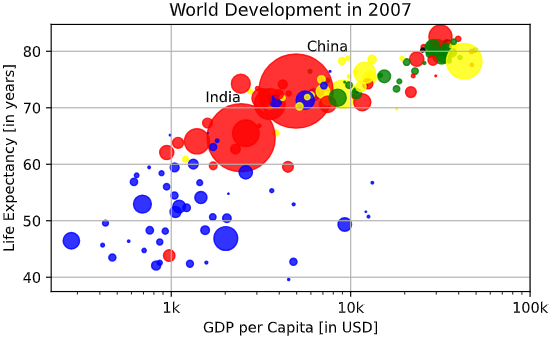 World Development in 2007
Life Expectancy [in years]
80
70
60
50
40
China
India
1k
10k
100k
GDP per Capita [in USD]